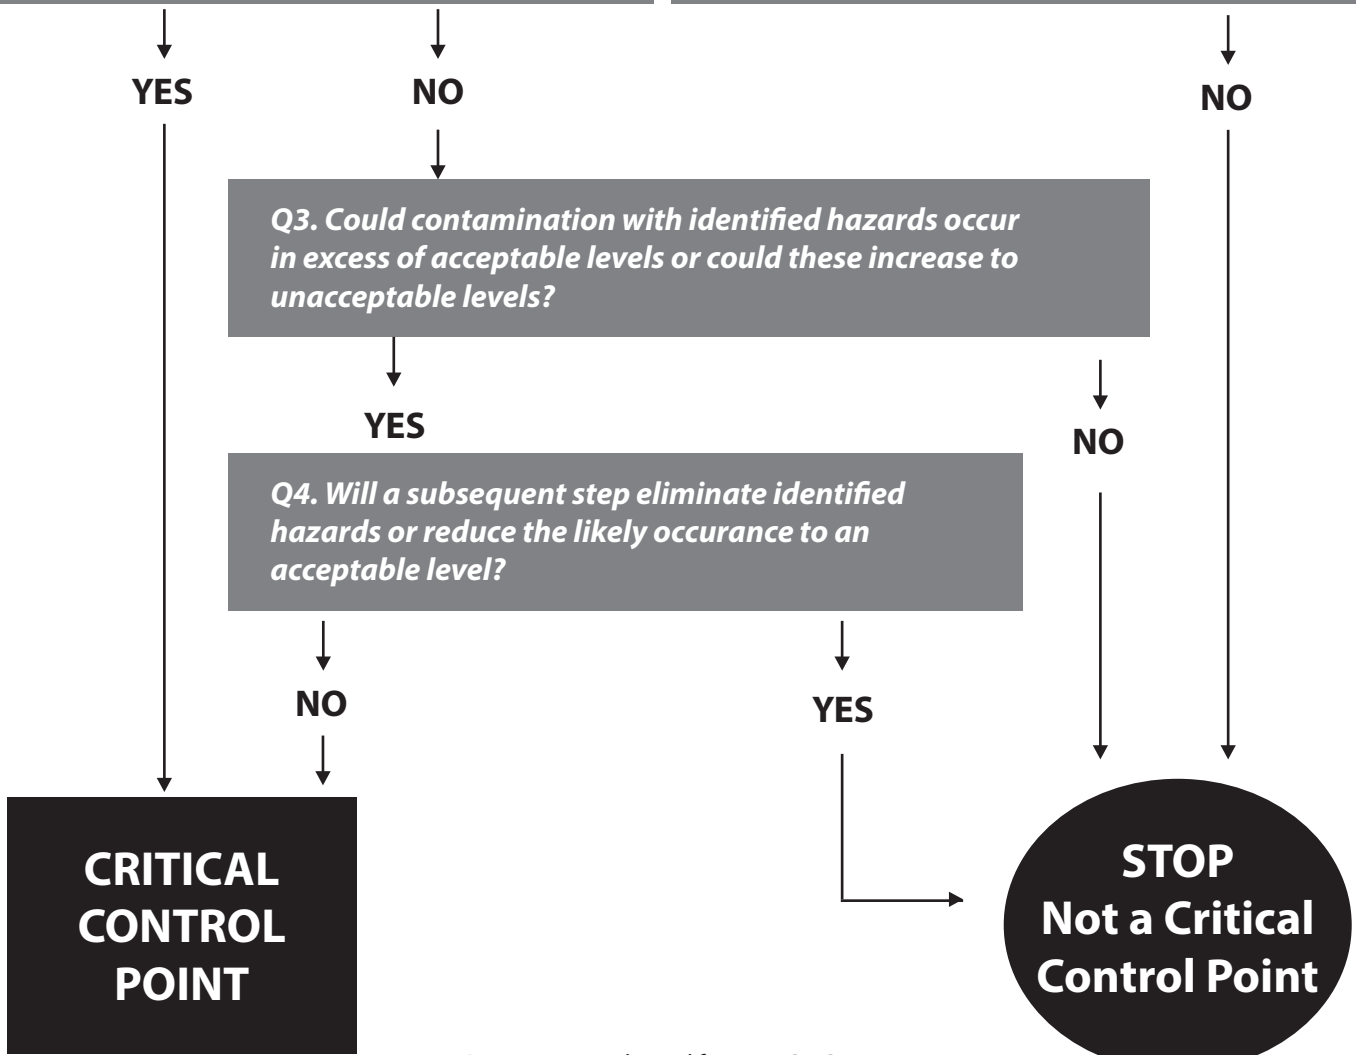 YES
NO
NO
Q3. Could contamination with identified hazards occur
in excess of acceptable levels or could these increase to
unacceptable levels?
YES
NO
Q4. Will a subsequent step eliminate identified
hazards or reduce the likely occurance to an
acceptable level?
NO
YES
CRITICAL
CONTROL
POINT
STOP
Not a Critical
Control Point